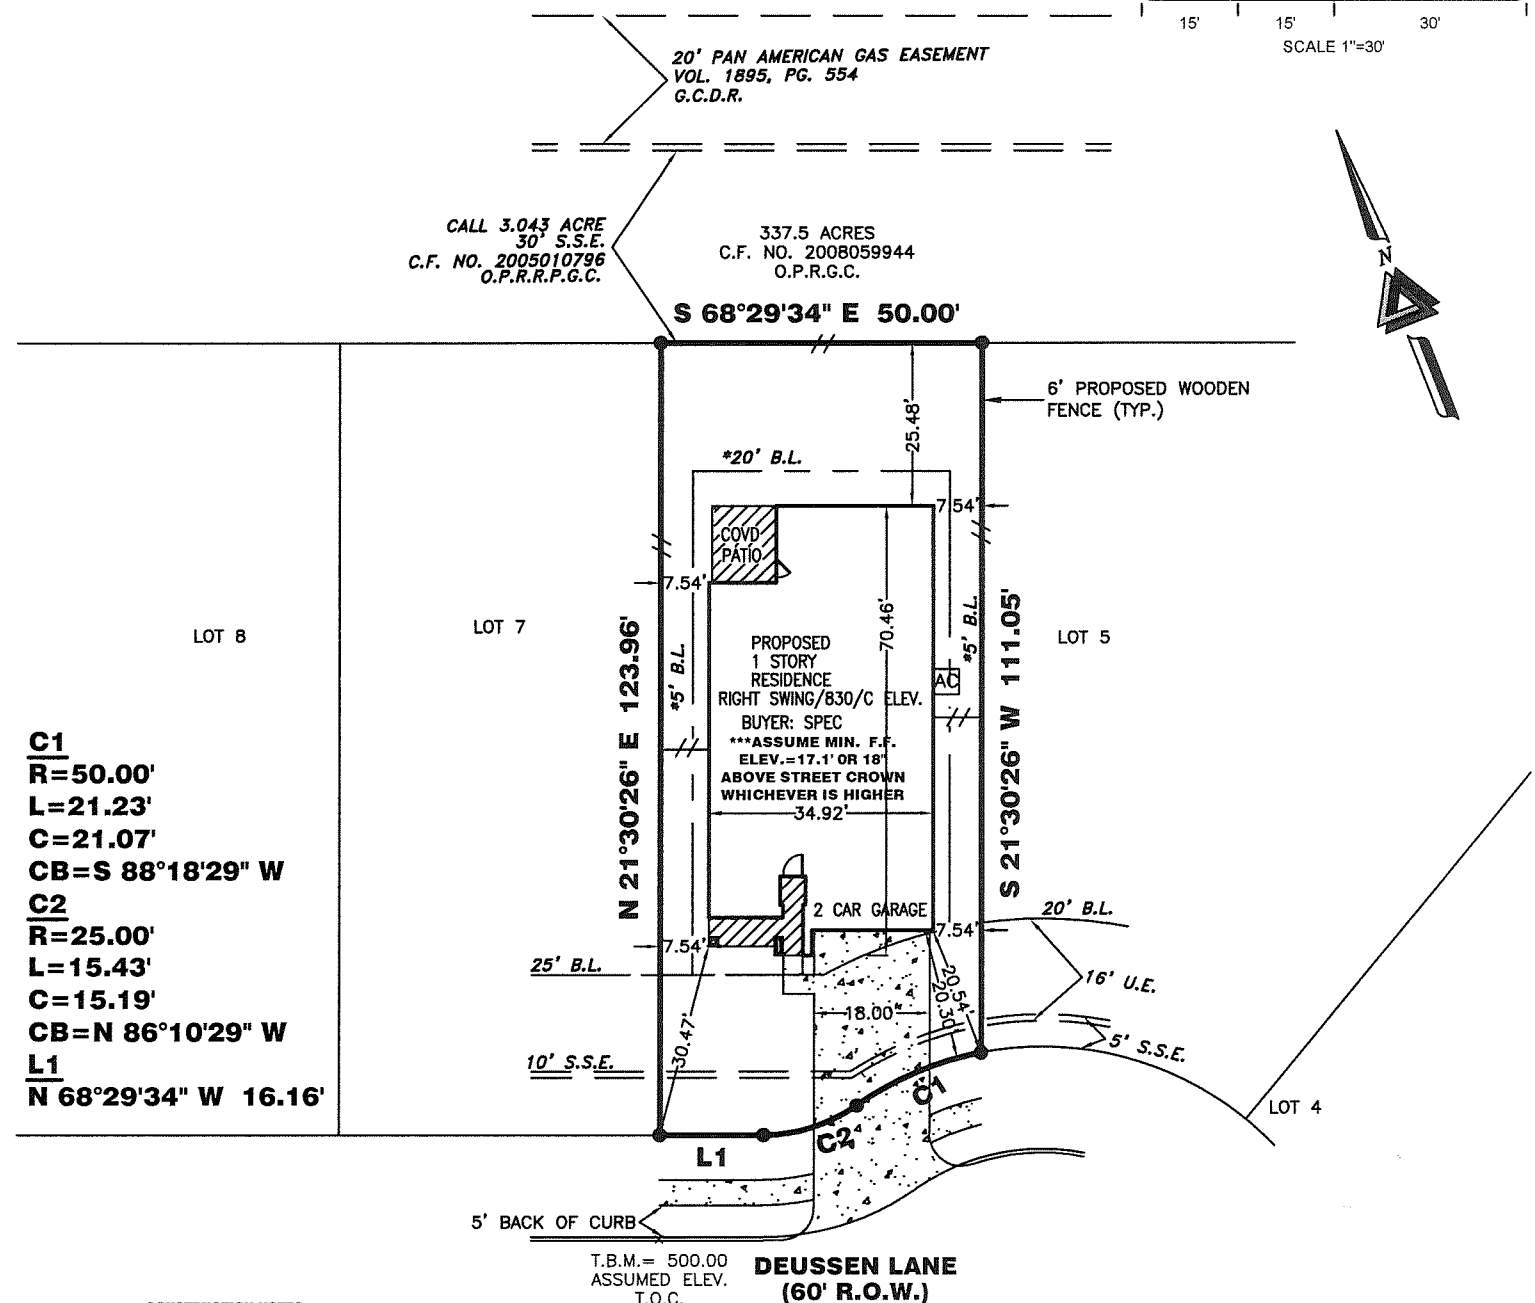 15' 15' 30'
SCALE 1"=30'
20' PAN AMERICAN GAS EASEMENT
VOL. 1895, PG. 554
G.C.D.R.
CALL 3.043 ACRE
30' S.S.E.
C.F. NO. 2005010796
O.P.R.R.P.G.C.
337.5 ACRES
C.F. NO. 2008059944
O.P.R.G.C.
N
S 68°29'34" E 50.00'
6' PROPOSED WOODEN
FENCE (TYP.)
25.48'
*20' B.L.
7.54'
COVD
PATIO
7.54'
LOT 8
LOT 7
LOT 5
N 21°30'26" E 123.96'
*5' B.L.
70.46'
*5' B.L.
S 21°30'26" W 111.05'
PROPOSED
1 STORY
RESIDENCE
RIGHT SWING/830/C ELEV.
BUYER: SPEC
***ASSUME MIN. F.F.
ELEV.=17.1' OR 18"
ABOVE STREET CROWN
WHICHEVER IS HIGHER
AC
34.92'
C1
R=50.00'
L=21.23'
C=21.07'
CB=S 88°18'29" W
C2
R=25.00'
L=15.43'
C=15.19'
CB=N 86°10'29" W
L1
N 68°29'34" W 16.16'
2 CAR GARAGE
20' B.L.
7.54'
7.54'
25' B.L.
16' U.E.
20.54'
20.30'
18.00'
30.47'
10' S.S.E.
5' S.S.E.
C1
LOT 4
C2
L1
5' BACK OF CURB
T.B.M.= 500.00
ASSUMED ELEV.
T.O.C.
DEUSSEN LANE
(60' R.O.W.)